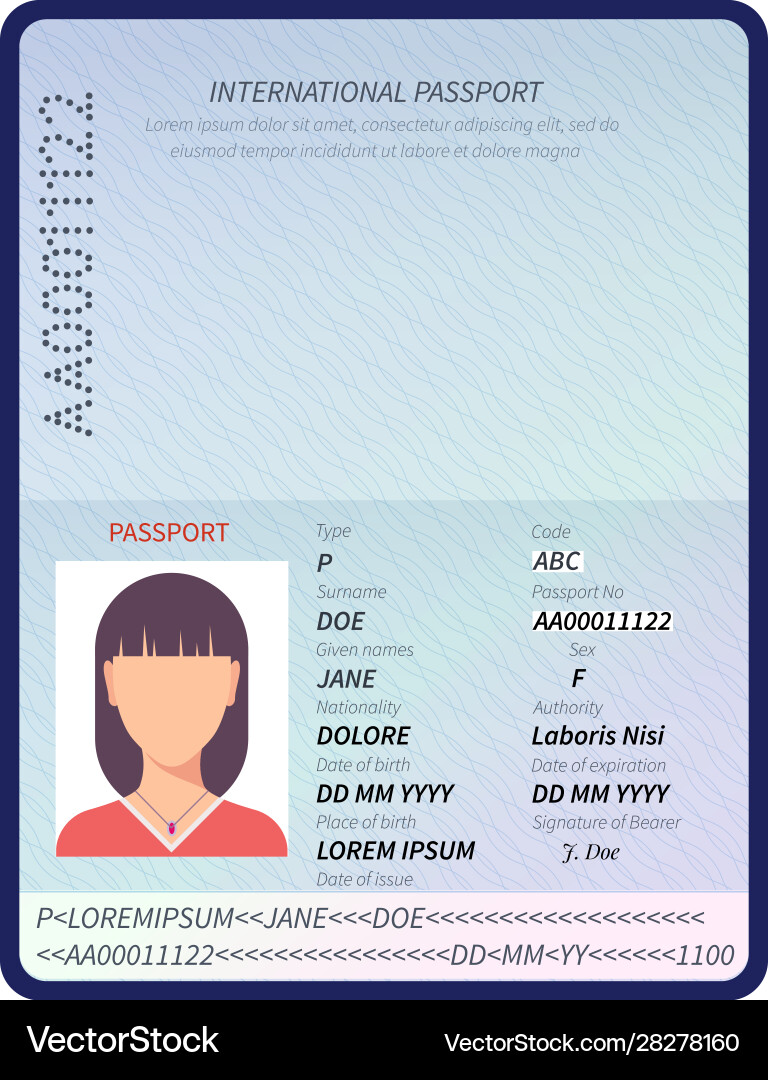 INTERNATIONAL PASSPORT
Lorem ipsum dolor sit amet, consectetur adipiscing elit, sed do
eiusmod tempor incididunt ut labore et dolore magna
AA00011122
PASSPORT
Type
Code
P
ABC
Surname
Passport No
DOE
AA00011122
Given names
Sex
JANE
F
Nationality
Authority
DOLORE
Laboris Nisi
Date of birth
Date of expiration
DD MM YYYY
DD MM YYYY
Place of birth
Signature of Bearer
LOREM IPSUM
J. Doe
Date of issue
P<LOREMIPSUM<<JANE<<<DOE<<<<<<<<<<<<<<<<<<<
<<AA00011122<<<<<<<<<<<<<<<<DD<MM<YY<<<<<<1100
VectorStock
VectorStock.com/28278160